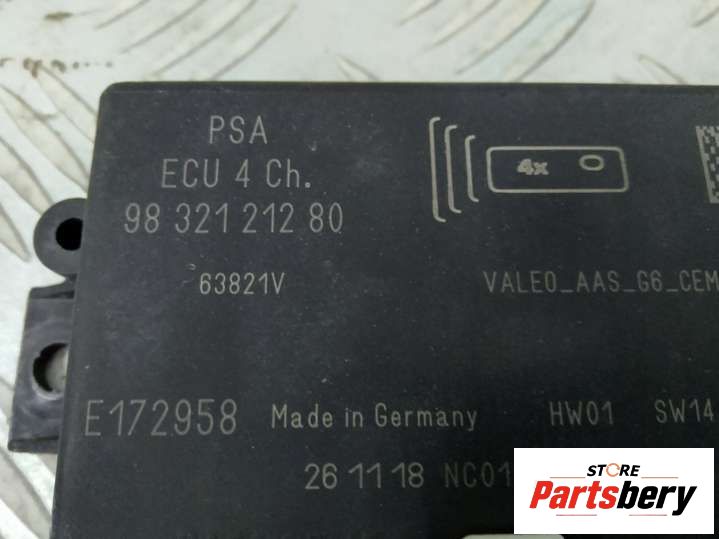 PSA
ECU 4 Ch.
98 321 212 80
4x
63821V
VALEO_AAS_G6_CEM
E172958 Made in Germany HW01 SW14
26 11 18 NC01
STORE
Partsbery